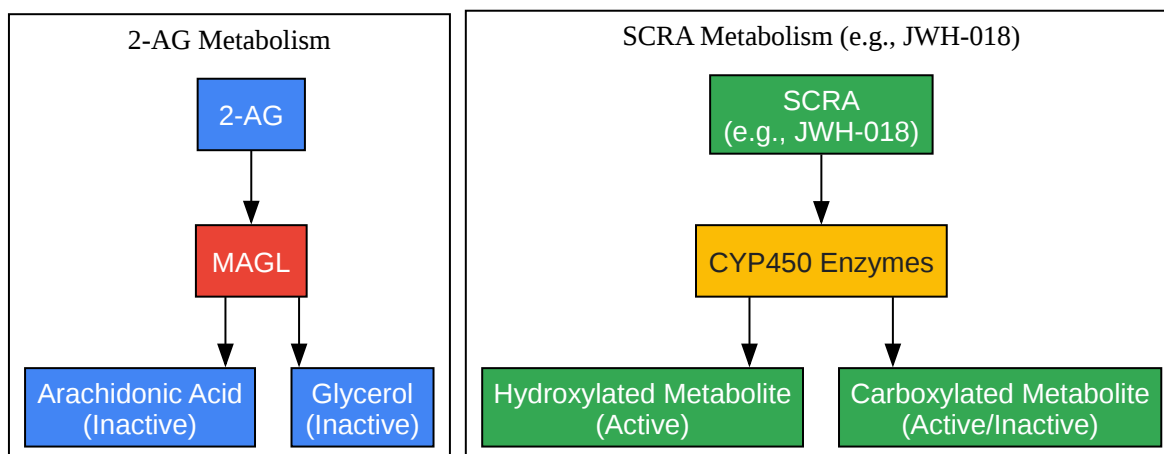 2-AG Metabolism
2-AG
MAGL
Arachidonic Acid
(Inactive)
Glycerol
(Inactive)
SCRA Metabolism (e.g., JWH-018)
SCRA
(e.g., JWH-018)
CYP450 Enzymes
Hydroxylated Metabolite
(Active)
Carboxylated Metabolite
(Active/Inactive)